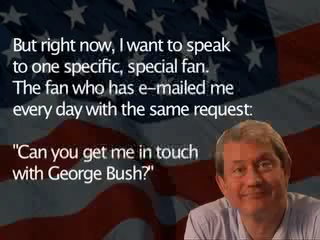 But right now, I want to speak
to one specific, special fan.
The fan who has e-mailed me
every day with the same request:
"Can you get me in touch
with George Bush?"